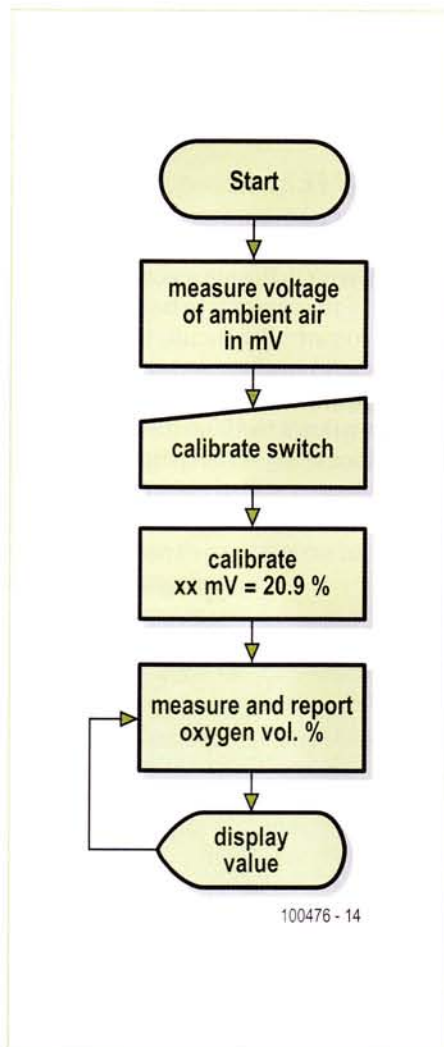 Start
measure voltage
of ambient air
in mV
calibrate switch
calibrate
xx mV = 20.9 %
measure and report
oxygen vol. %
display
value
100476 - 14